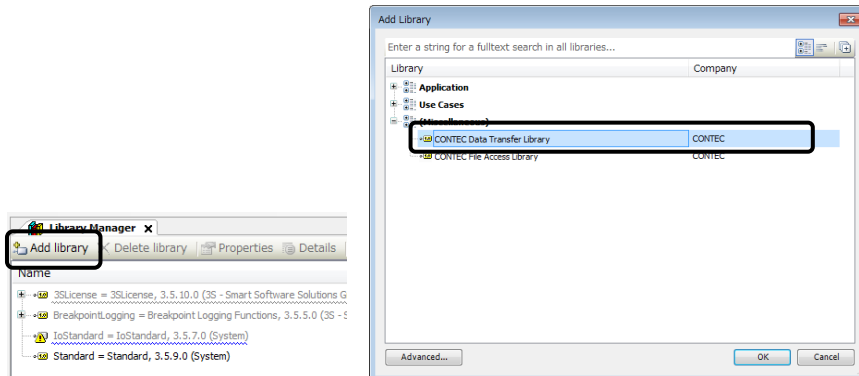 Library Manager x
Add library Delete library Properties Details
Name
3SLicense = 3SLicense, 3.5.10.0 (3S - Smart Software Solutions G
BreakpointLogging = Breakpoint Logging Functions, 3.5.5.0 (3S - S
IoStandard = IoStandard, 3.5.7.0 (System)
Standard = Standard, 3.5.9.0 (System)
Add Library
Enter a string for a fulltext search in all libraries...
Library Company
Application
Use Cases
(Miscellaneous)
CONTEC Data Transfer Library CONTEC
CONTEC File Access Library CONTEC
Advanced... OK Cancel